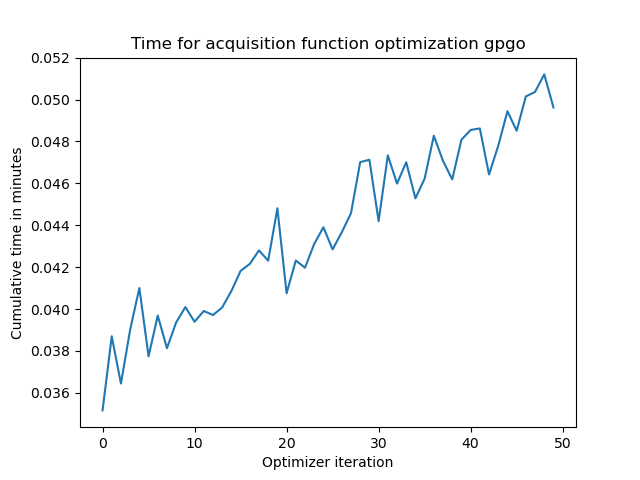 Time for acquisition function optimization gpgo
0.052
0.050
0.048
0.046
0.044
0.042
0.040
0.038
0.036
Cumulative time in minutes
0 10 20 30 40 50
Optimizer iteration